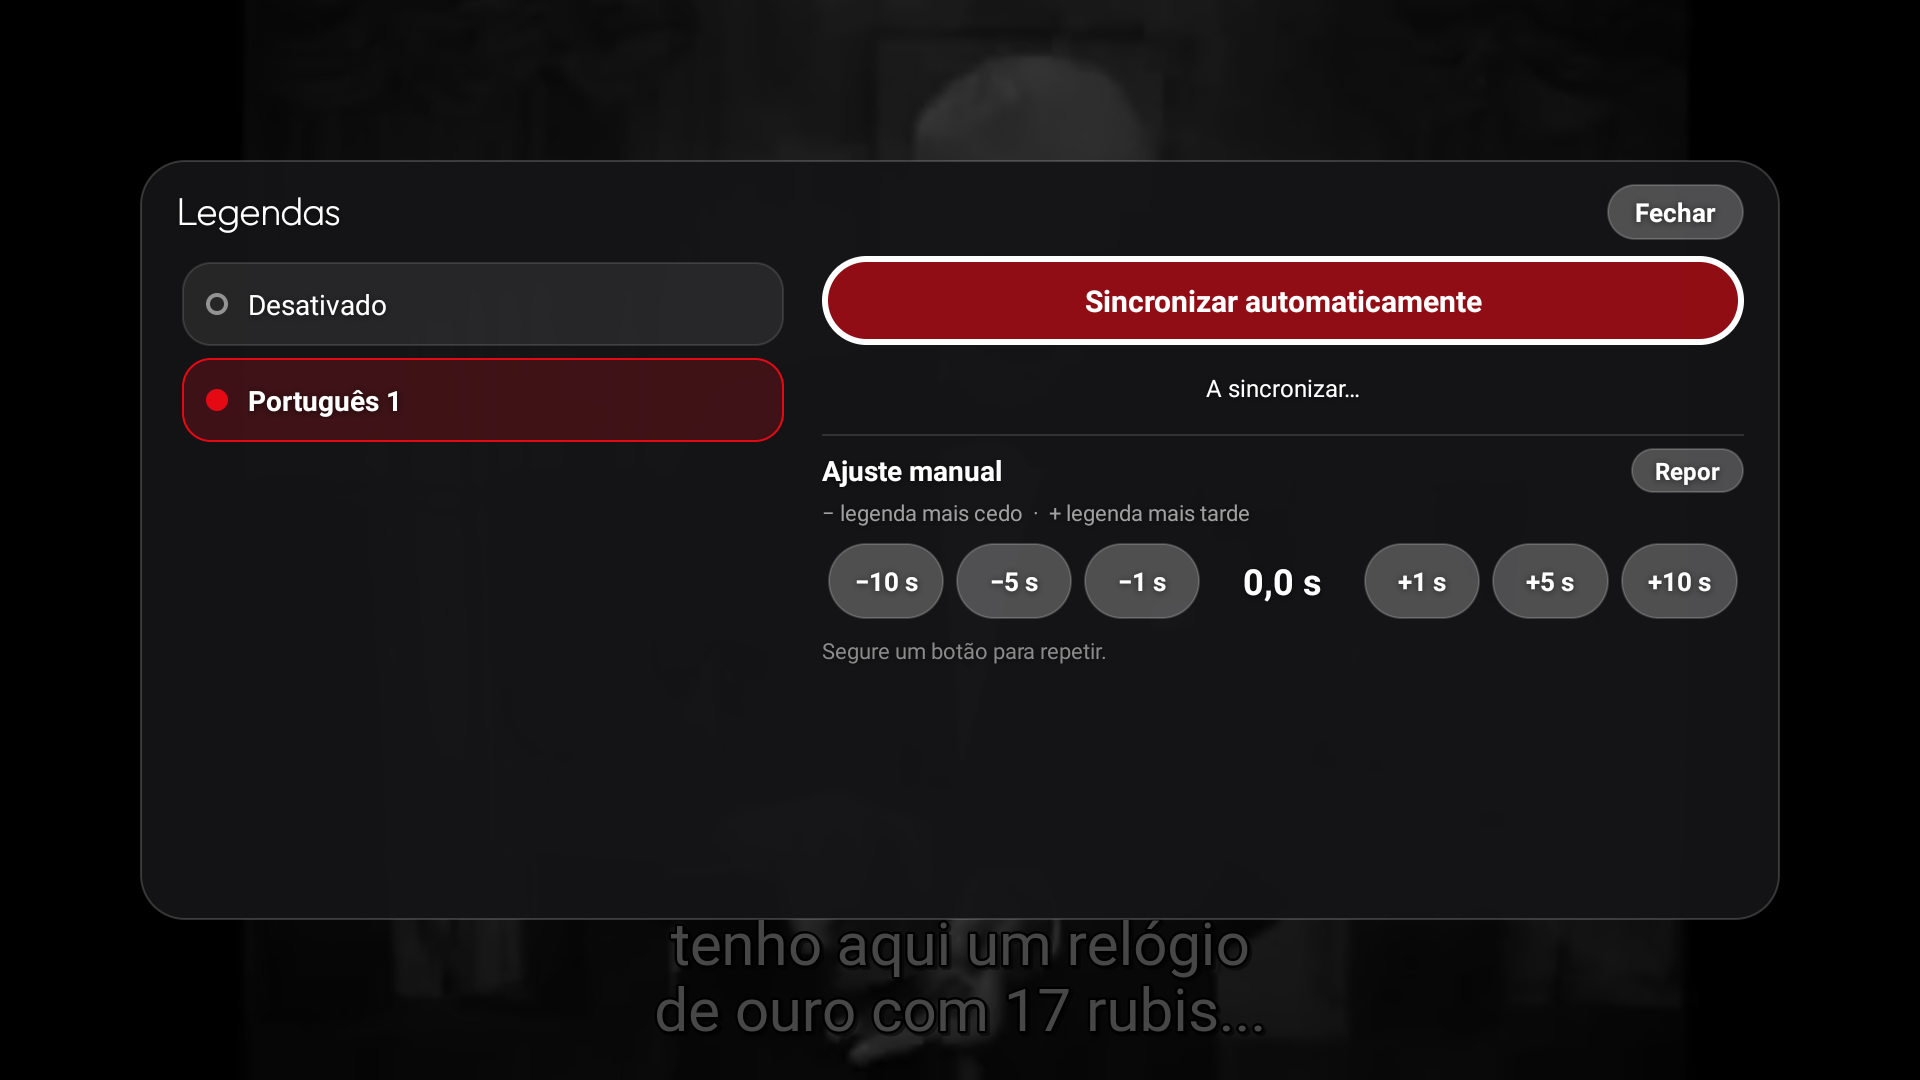 Legendas
Fechar
Desativado
Português 1
Sincronizar automaticamente
A sincronizar...
Ajuste manual
Repor
− legenda mais cedo · + legenda mais tarde
−10 s
−5 s
−1 s
0,0 s
+1 s
+5 s
+10 s
Segure um botão para repetir.
tenho aqui um relógio
de ouro com 17 rubis...